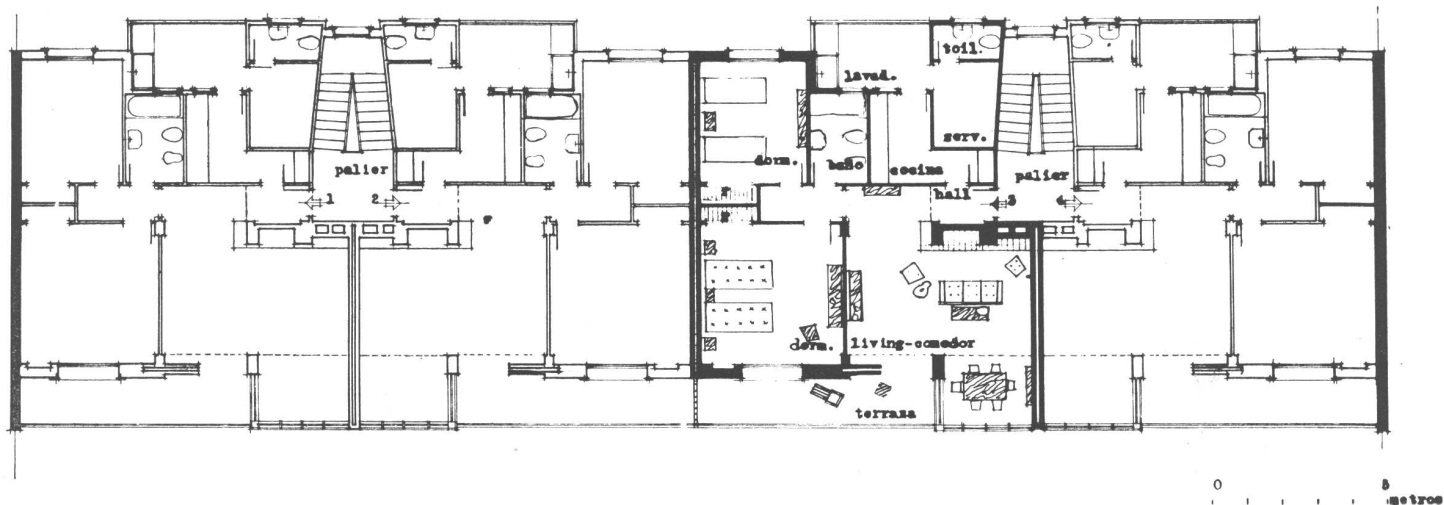 toil.
lavad.
serv.
palier
dorm.
baño
cocina
palier
hall
1
2
3
4
dorm.
living-comedor
terraza
0
5
metros